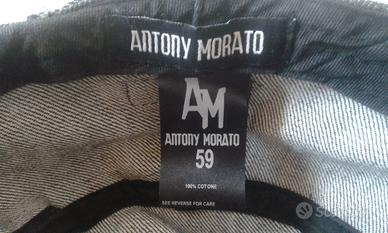 ANTONY MORATO
AM
ANTONY MORATO
59
100% COTONE
SEE REVERSE FOR CARE